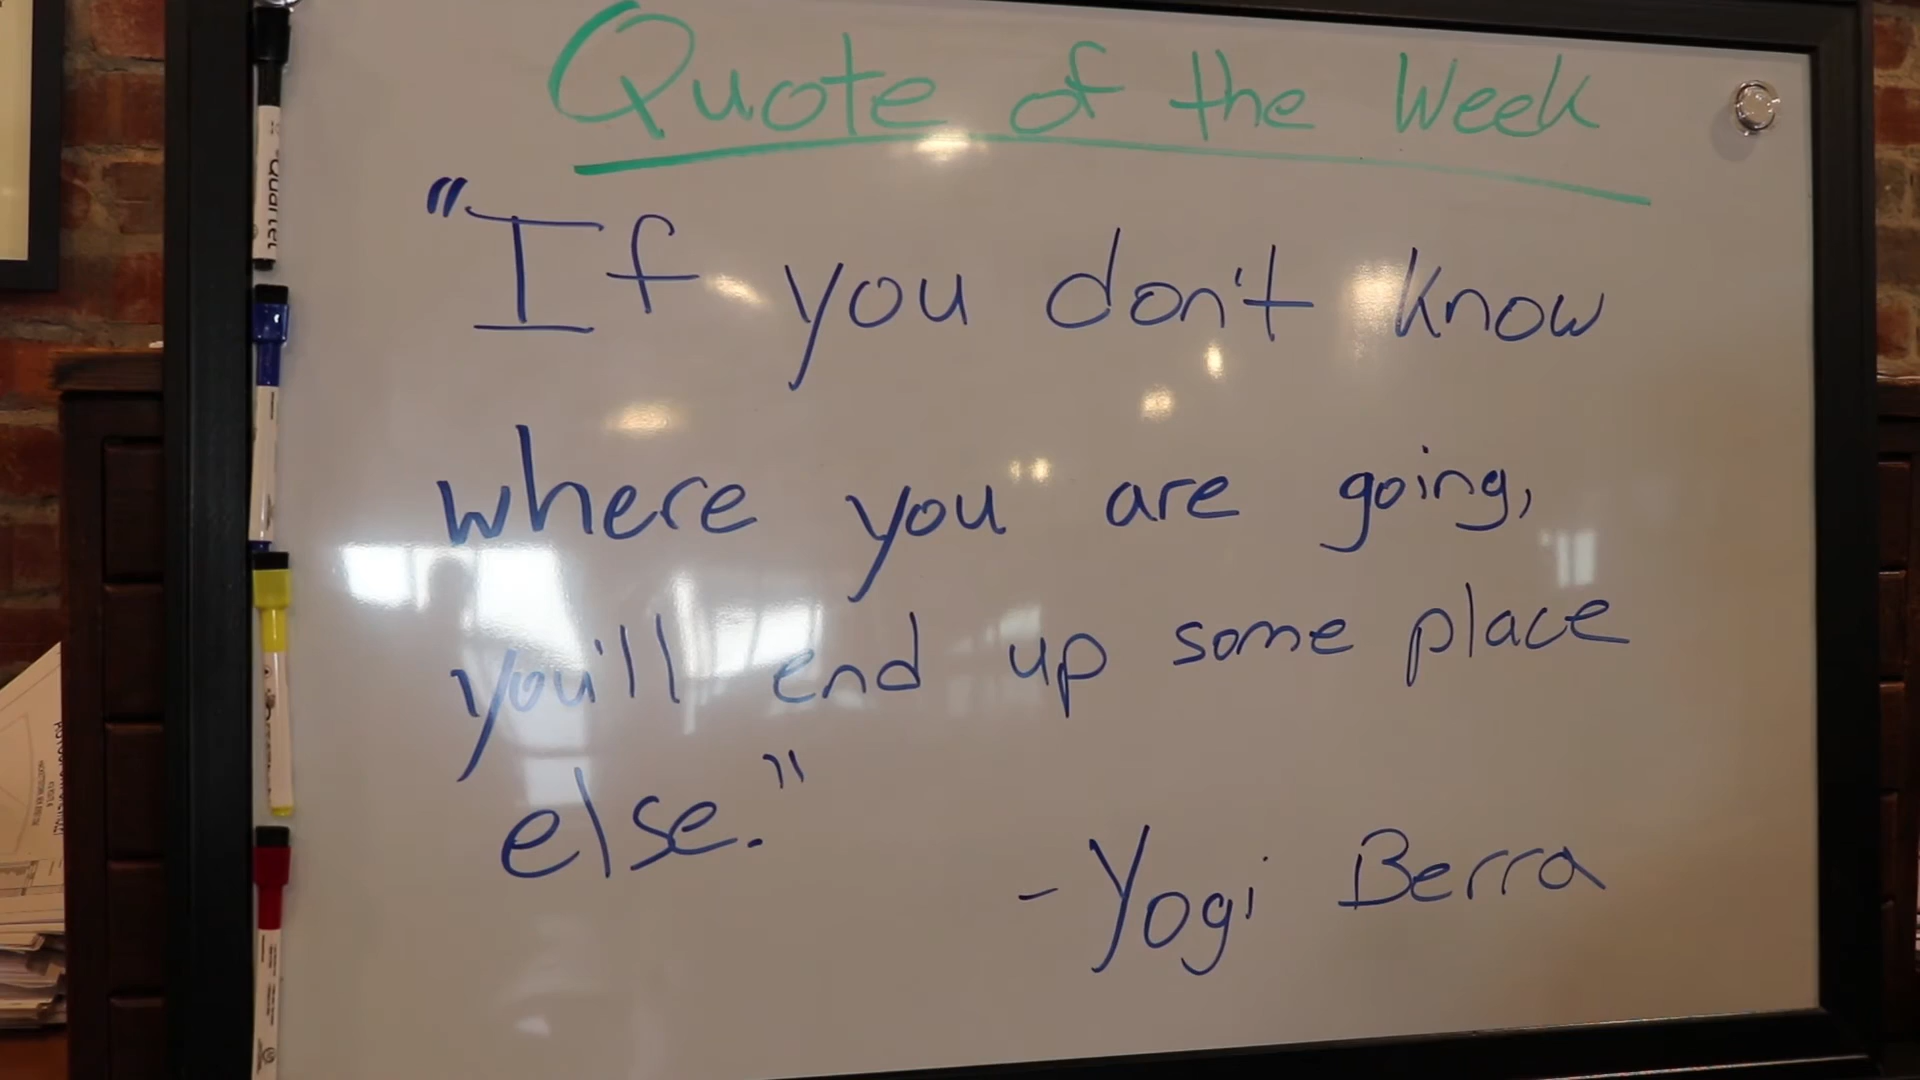 Quote of the Week
"If you don't know
where you are going,
you'll end up some place
else."
- Yogi Berra
Quartet